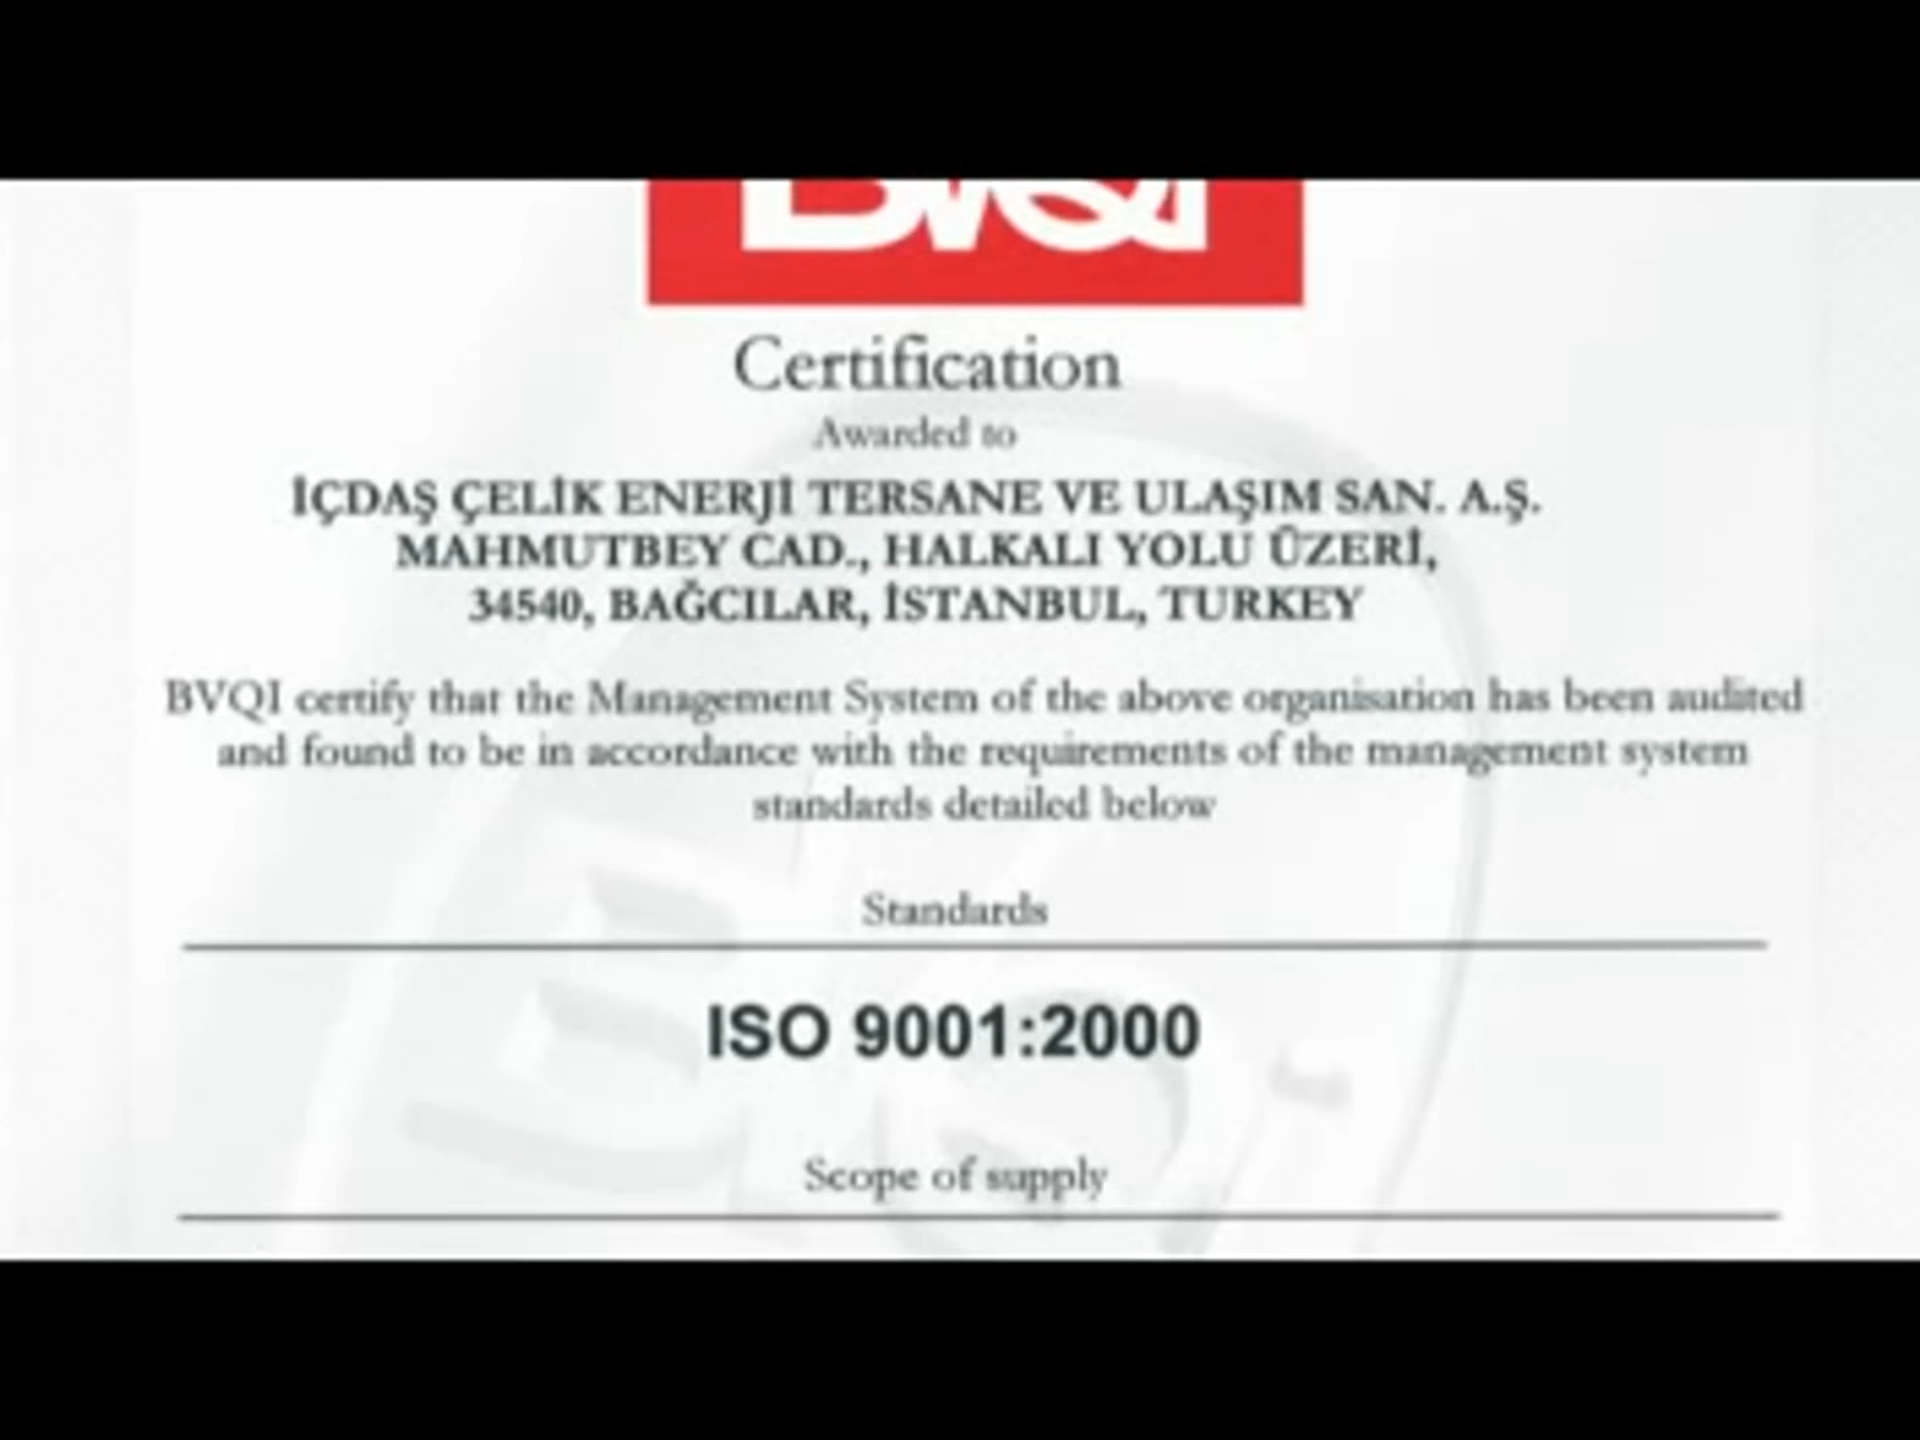 BVQI
Certification
Awarded to
İÇDAŞ ÇELİK ENERJİ TERSANE VE ULAŞIM SAN. A.Ş.
MAHMUTBEY CAD., HALKALI YOLU ÜZERİ,
34540, BAĞCILAR, İSTANBUL, TURKEY
BVQI certify that the Management System of the above organisation has been audited
and found to be in accordance with the requirements of the management system
standards detailed below
Standards
ISO 9001:2000
Scope of supply